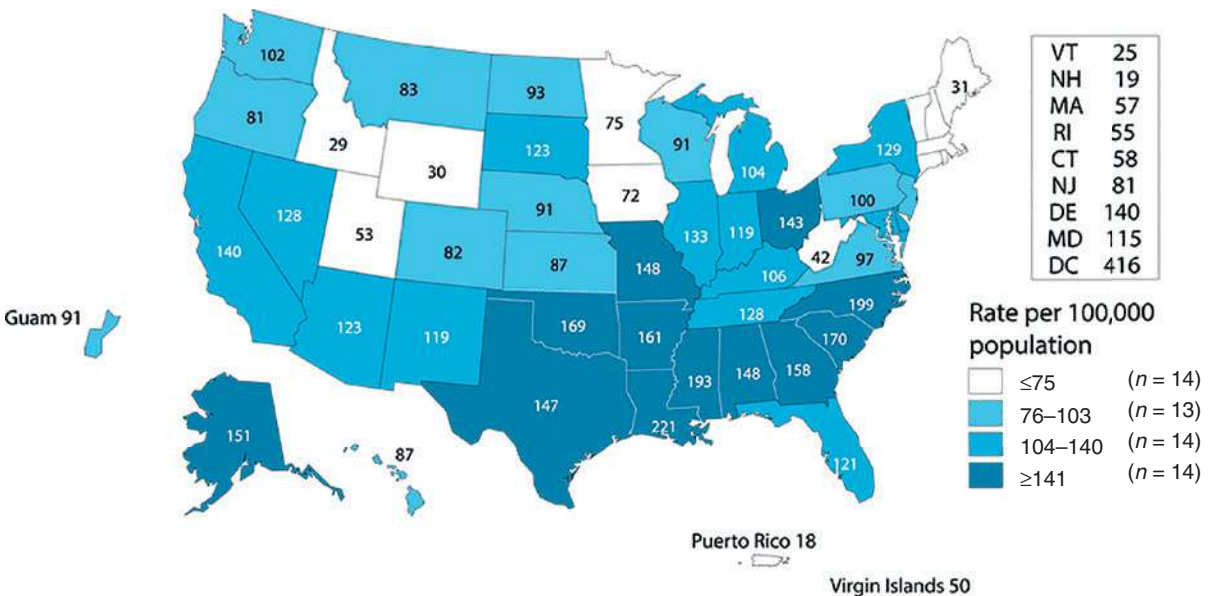 102
83
93
75
81
29
30
123
91
104
129
31
128
53
82
91
87
72
133
119
143
100
42
97
140
123
119
148
106
128
199
169
161
170
147
193
148
158
221
121
VT 25
NH 19
MA 57
RI 55
CT 58
NJ 81
DE 140
MD 115
DC 416
Guam 91
151
87
Rate per 100,000
population
≤75 (n = 14)
76–103 (n = 13)
104–140 (n = 14)
≥141 (n = 14)
Puerto Rico 18
Virgin Islands 50